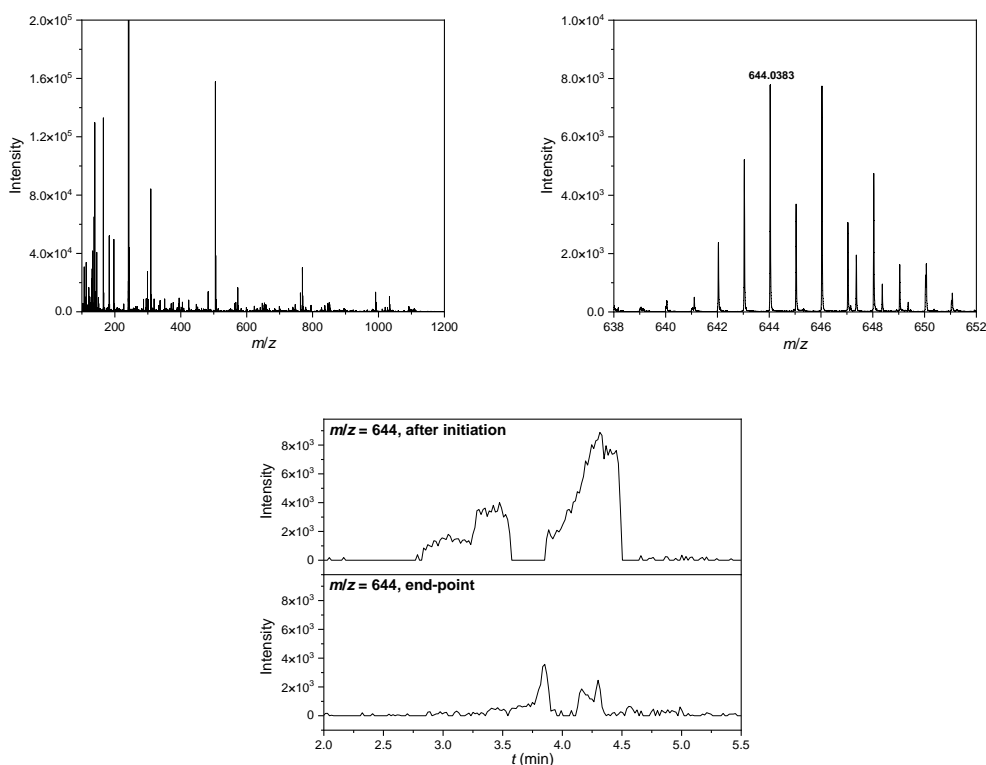 2.0×10⁵
1.6×10⁵
1.2×10⁵
8.0×10⁴
4.0×10⁴
0.0
Intensity
200 400 600 800 1000 1200
m/z
1.0×10⁴
8.0×10³
6.0×10³
4.0×10³
2.0×10³
0.0
Intensity
644.0383
638 640 642 644 646 648 650 652
m/z
m/z = 644, after initiation
8×10³
6×10³
4×10³
2×10³
0
Intensity
m/z = 644, end-point
8×10³
6×10³
4×10³
2×10³
0
Intensity
2.0 2.5 3.0 3.5 4.0 4.5 5.0 5.5
t (min)